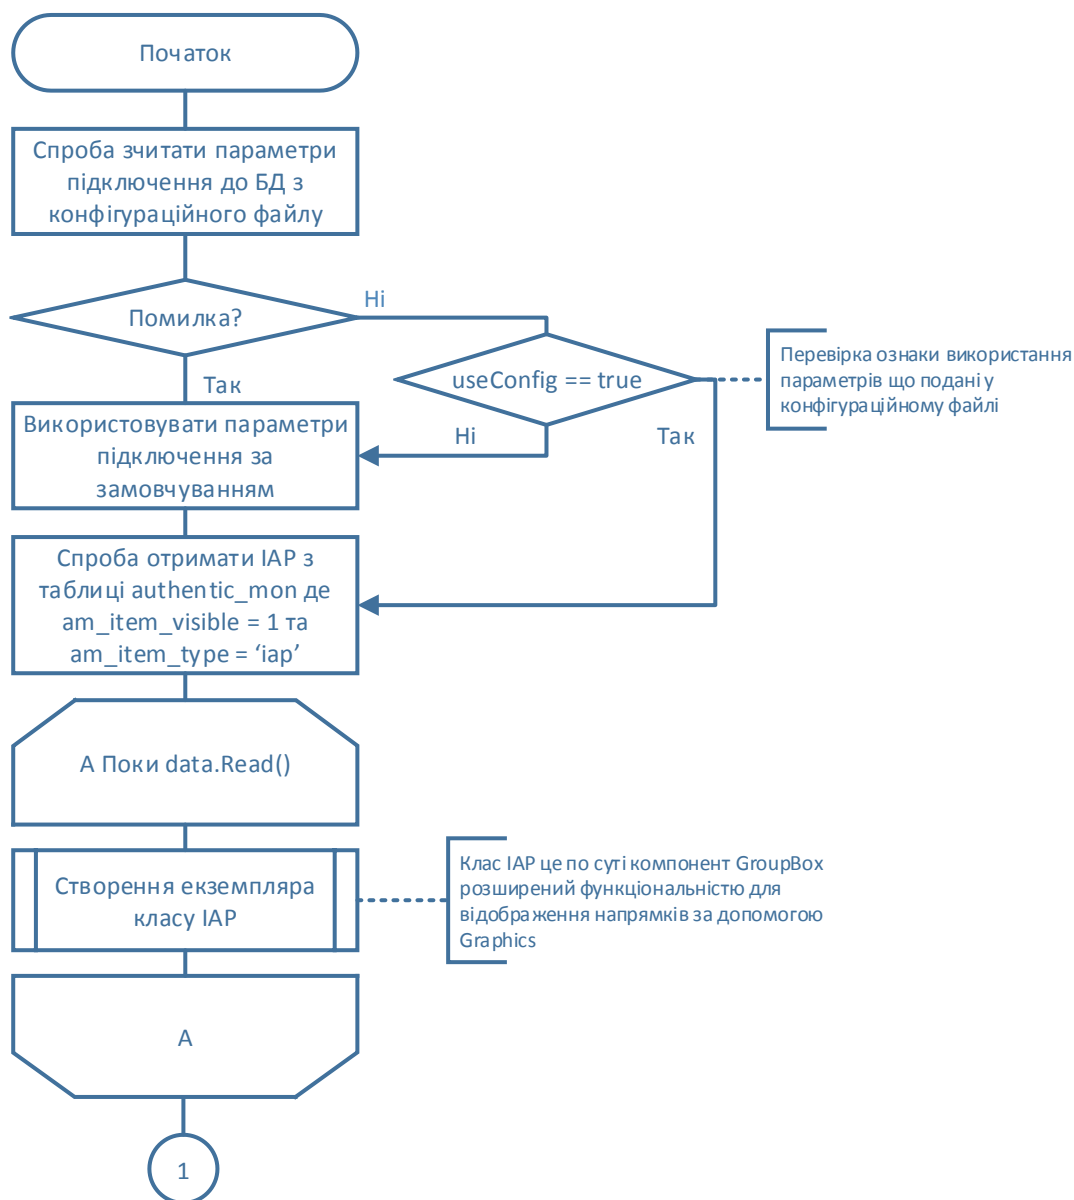 Початок
Спроба зчитати параметри
підключення до БД з
конфігураційного файлу
Помилка?
Ні
useConfig == true
Перевірка ознаки використання
параметрів що подані у
конфігураційному файлі
Так
Ні
Так
Використовувати параметри
підключення за
замовчуванням
Спроба отримати ІАР з
таблиці authentic_mon де
am_item_visible = 1 та
am_item_type = ‘iap’
А Поки data.Read()
Створення екземпляра
класу ІАР
Клас ІАР це по суті компонент GroupBox
розширений функціональністю для
відображення напрямків за допомогою
Graphics
А
1